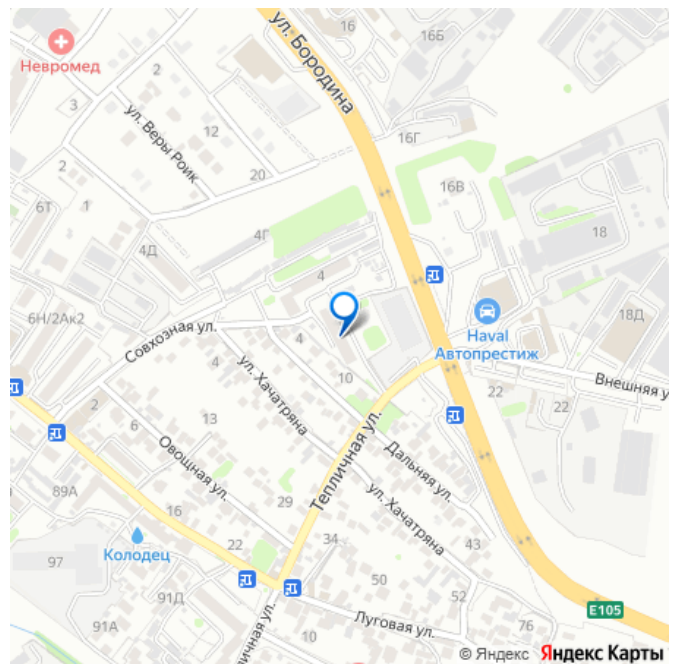 16
16Б
Невромед
ул. Бородина
2
3
ул. Веры Роик
12
16Г
2
20
16В
6Т
1
4Г
18
4Д
4
Haval
Автопрестиж
18Д
6Н/2Ак2
Совхозная ул.
4
4
ул. Хачатряна
10
Внешняя у
22
22
2
6
13
Тепличная ул.
Дальняя ул.
Овощная ул.
89А
29
ул. Хачатряна
16
34
43
Колодец
22
97
50
91Д
52
Е105
91А
10
Луговая ул.
76
пличная ул.
© Яндекс Яндекс Карты